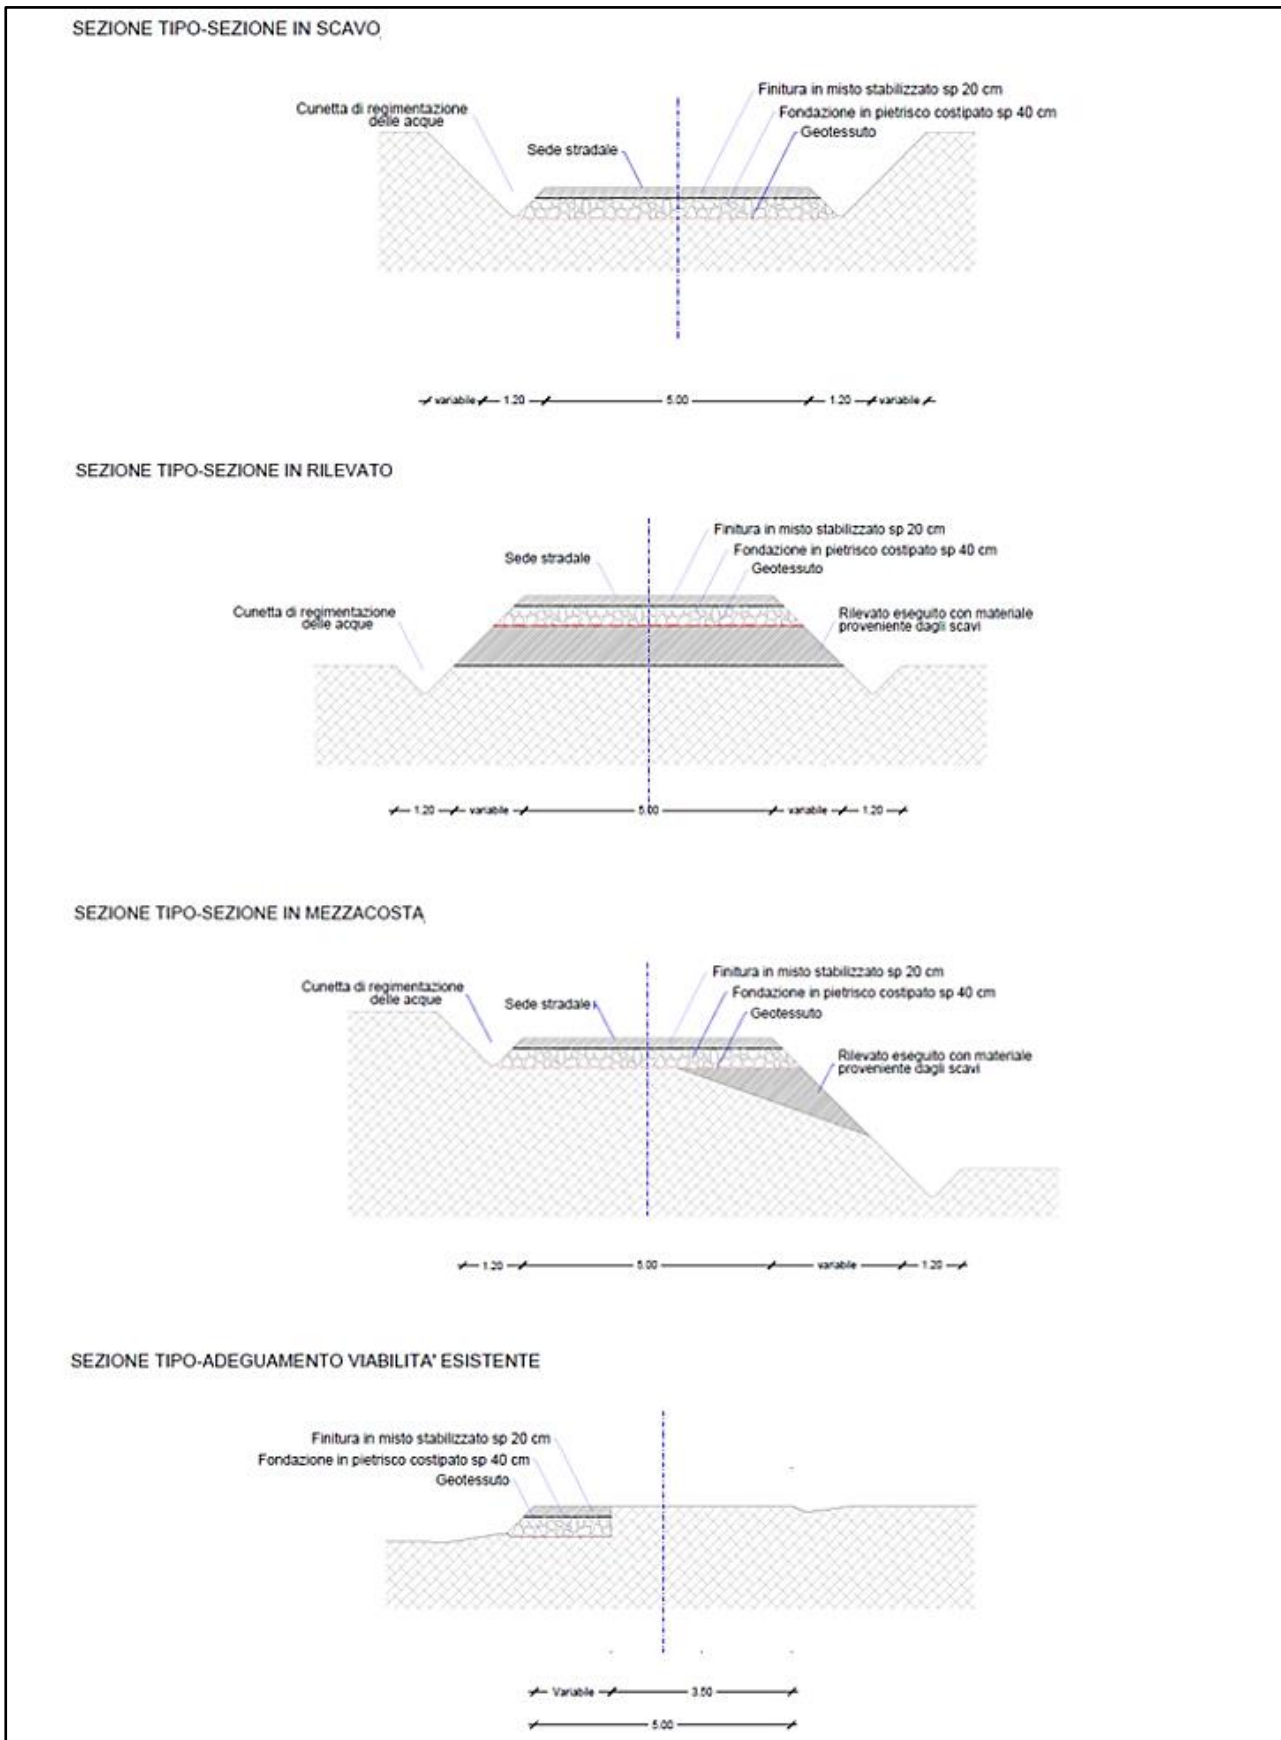 SEZIONE TIPO-SEZIONE IN SCAVO
Finitura in misto stabilizzato sp 20 cm
Cunetta di regimentazione
delle acque
Fondazione in pietrisco costipato sp 40 cm
Geotessuto
Sede stradale
variabile 1.20 5.00 1.20 variabile
SEZIONE TIPO-SEZIONE IN RILEVATO
Finitura in misto stabilizzato sp 20 cm
Fondazione in pietrisco costipato sp 40 cm
Sede stradale
Geotessuto
Cunetta di regimentazione
delle acque
Rilevato eseguito con materiale
proveniente dagli scavi
1.20 variabile 5.00 variabile 1.20
SEZIONE TIPO-SEZIONE IN MEZZACOSTA
Finitura in misto stabilizzato sp 20 cm
Cunetta di regimentazione
delle acque
Fondazione in pietrisco costipato sp 40 cm
Sede stradale
Geotessuto
Rilevato eseguito con materiale
proveniente dagli scavi
1.20 5.00 variabile 1.20
SEZIONE TIPO-ADEGUAMENTO VIABILITA' ESISTENTE
Finitura in misto stabilizzato sp 20 cm
Fondazione in pietrisco costipato sp 40 cm
Geotessuto
Variabile 3.50
5.00